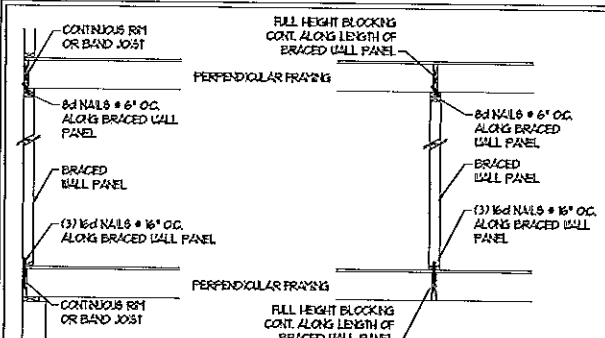 CONTINUOUS RIM
OR BAND JOIST
FULL HEIGHT BLOCKING
CONT. ALONG LENGTH OF
BRACED WALL PANEL
PERPENDICULAR FRAMING
8d NAILS @ 6" O.C.
ALONG BRACED WALL
PANEL
8d NAILS @ 6" O.C.
ALONG BRACED
WALL PANEL
BRACED
WALL PANEL
BRACED
WALL PANEL
(3) 16d NAILS @ 16" O.C.
ALONG BRACED WALL PANEL
(3) 16d NAILS @ 16" O.C.
ALONG BRACED WALL
PANEL
PERPENDICULAR FRAMING
CONTINUOUS RIM
OR BAND JOIST
FULL HEIGHT BLOCKING
CONT. ALONG LENGTH OF
BRACED WALL PANEL